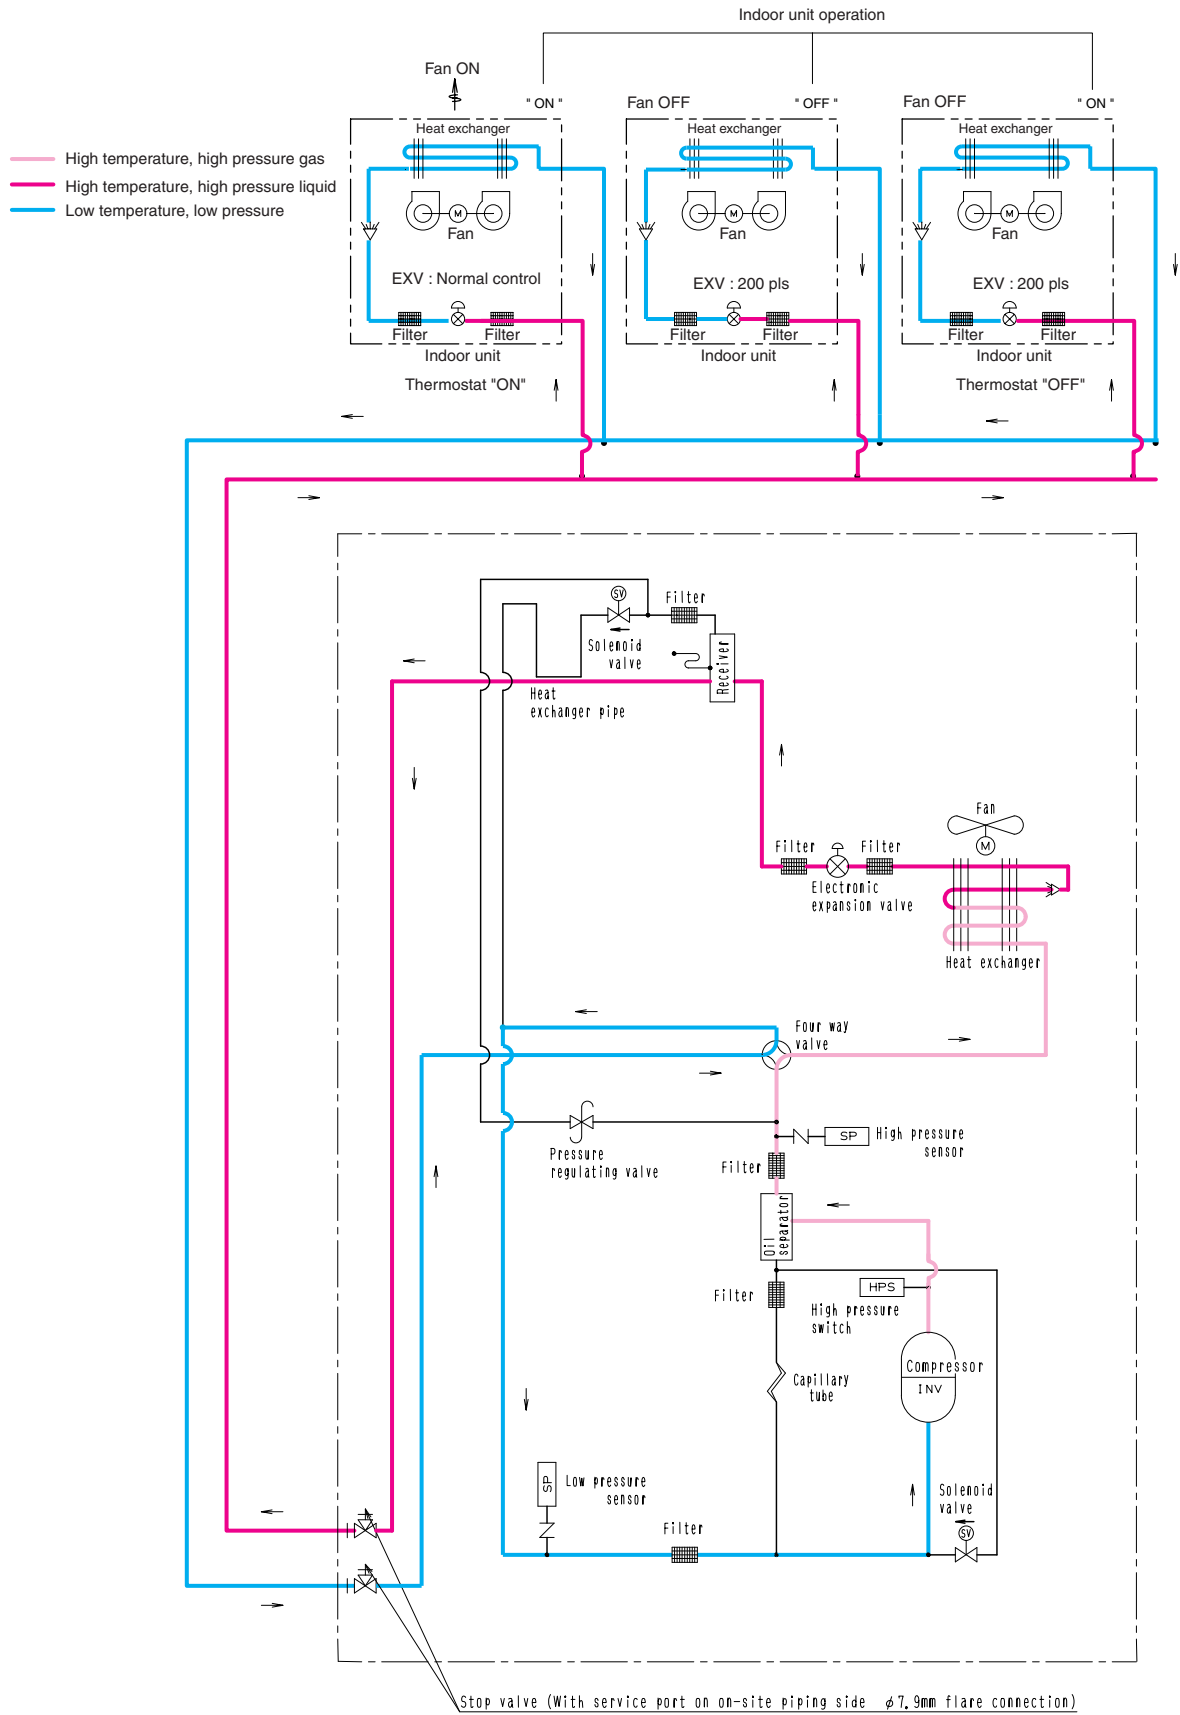 Indoor unit operation
Fan ON
" ON "
Fan OFF
" OFF "
Fan OFF
" ON "
Heat exchanger
Heat exchanger
Heat exchanger
High temperature, high pressure gas
High temperature, high pressure liquid
Low temperature, low pressure
M
M
M
Fan
Fan
Fan
EXV : Normal control
EXV : 200 pls
EXV : 200 pls
Filter
Filter
Filter
Filter
Filter
Filter
Indoor unit
Indoor unit
Indoor unit
Thermostat "ON"
Thermostat "OFF"
SV
Filter
Solenoid
valve
Receiver
Heat
exchanger pipe
Fan
M
Filter
Filter
Electronic
expansion valve
Heat exchanger
Four way
valve
SP
High pressure
sensor
Pressure
regulating valve
Filter
Oil
separator
Filter
HPS
High pressure
switch
Compressor
INV
Capillary
tube
SP
Low pressure
sensor
Solenoid
valve
SV
Filter
Stop valve (With service port on on-site piping side ø7.9mm flare connection)